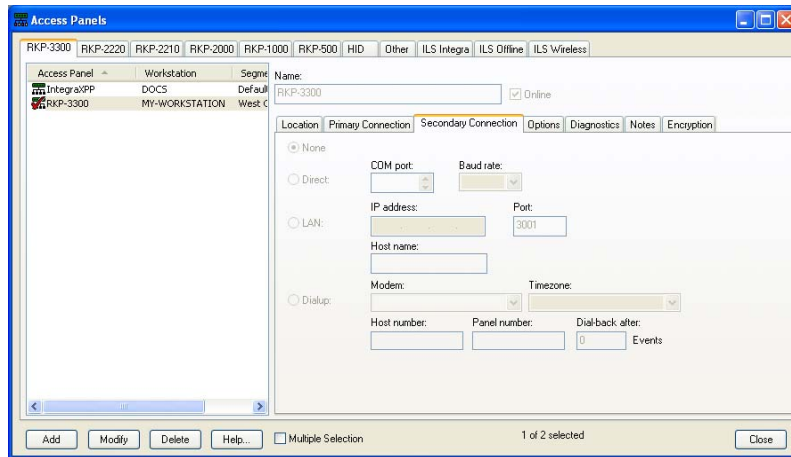 Access Panels
RKP-3300 RKP-2220 RKP-2210 RKP-2000 RKP-1000 RKP-500 HID Other ILS Integra ILS Offline ILS Wireless
Access Panel Workstation Segme
IntegraXPP DOCS Default
RKP-3300 MY-WORKSTATION West C
Name:
RKP-3300 Online
Location Primary Connection Secondary Connection Options Diagnostics Notes Encryption
None
COM port: Baud rate:
Direct:
IP address: Port:
LAN: 3001
Host name:
Modem: Timezone:
Dialup:
Host number: Panel number: Dial-back after:
0 Events
Add Modify Delete Help... Multiple Selection 1 of 2 selected Close